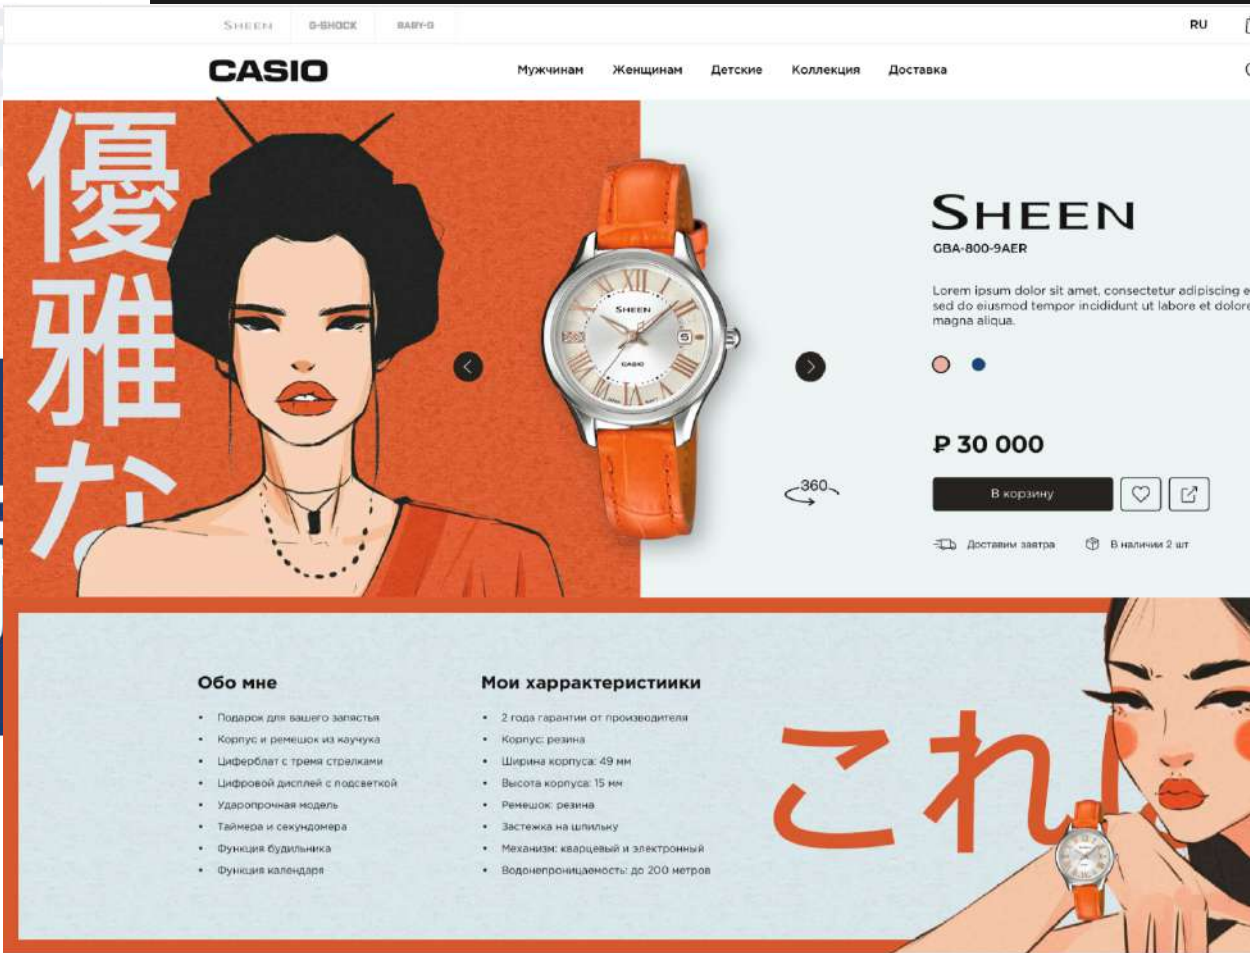 SHEEN
G-SHOCK
BABY-G
RU
CASIO
Мужчинам
Женщинам
Детские
Коллекция
Доставка
優雅な
SHEEN
CASIO
5
SHEEN
GBA-800-9AER
Lorem ipsum dolor sit amet, consectetur adipiscing e
sed do eiusmod tempor incididunt ut labore et dolore
magna aliqua.
₽ 30 000
360
В корзину
Доставим завтра
В наличии 2 шт
Обо мне
• Подарок для вашего запястья
• Корпус и ремешок из каучука
• Циферблат с тремя стрелками
• Цифровой дисплей с подсветкой
• Ударопрочная модель
• Таймера и секундомера
• Функция будильника
• Функция календаря
Мои харрактеристиики
• 2 года гарантии от производителя
• Корпус: резина
• Ширина корпуса: 49 мм
• Высота корпуса: 15 мм
• Ремешок: резина
• Застежка на шпильку
• Механизм: кварцевый и электронный
• Водонепроницаемость: до 200 метров
これ